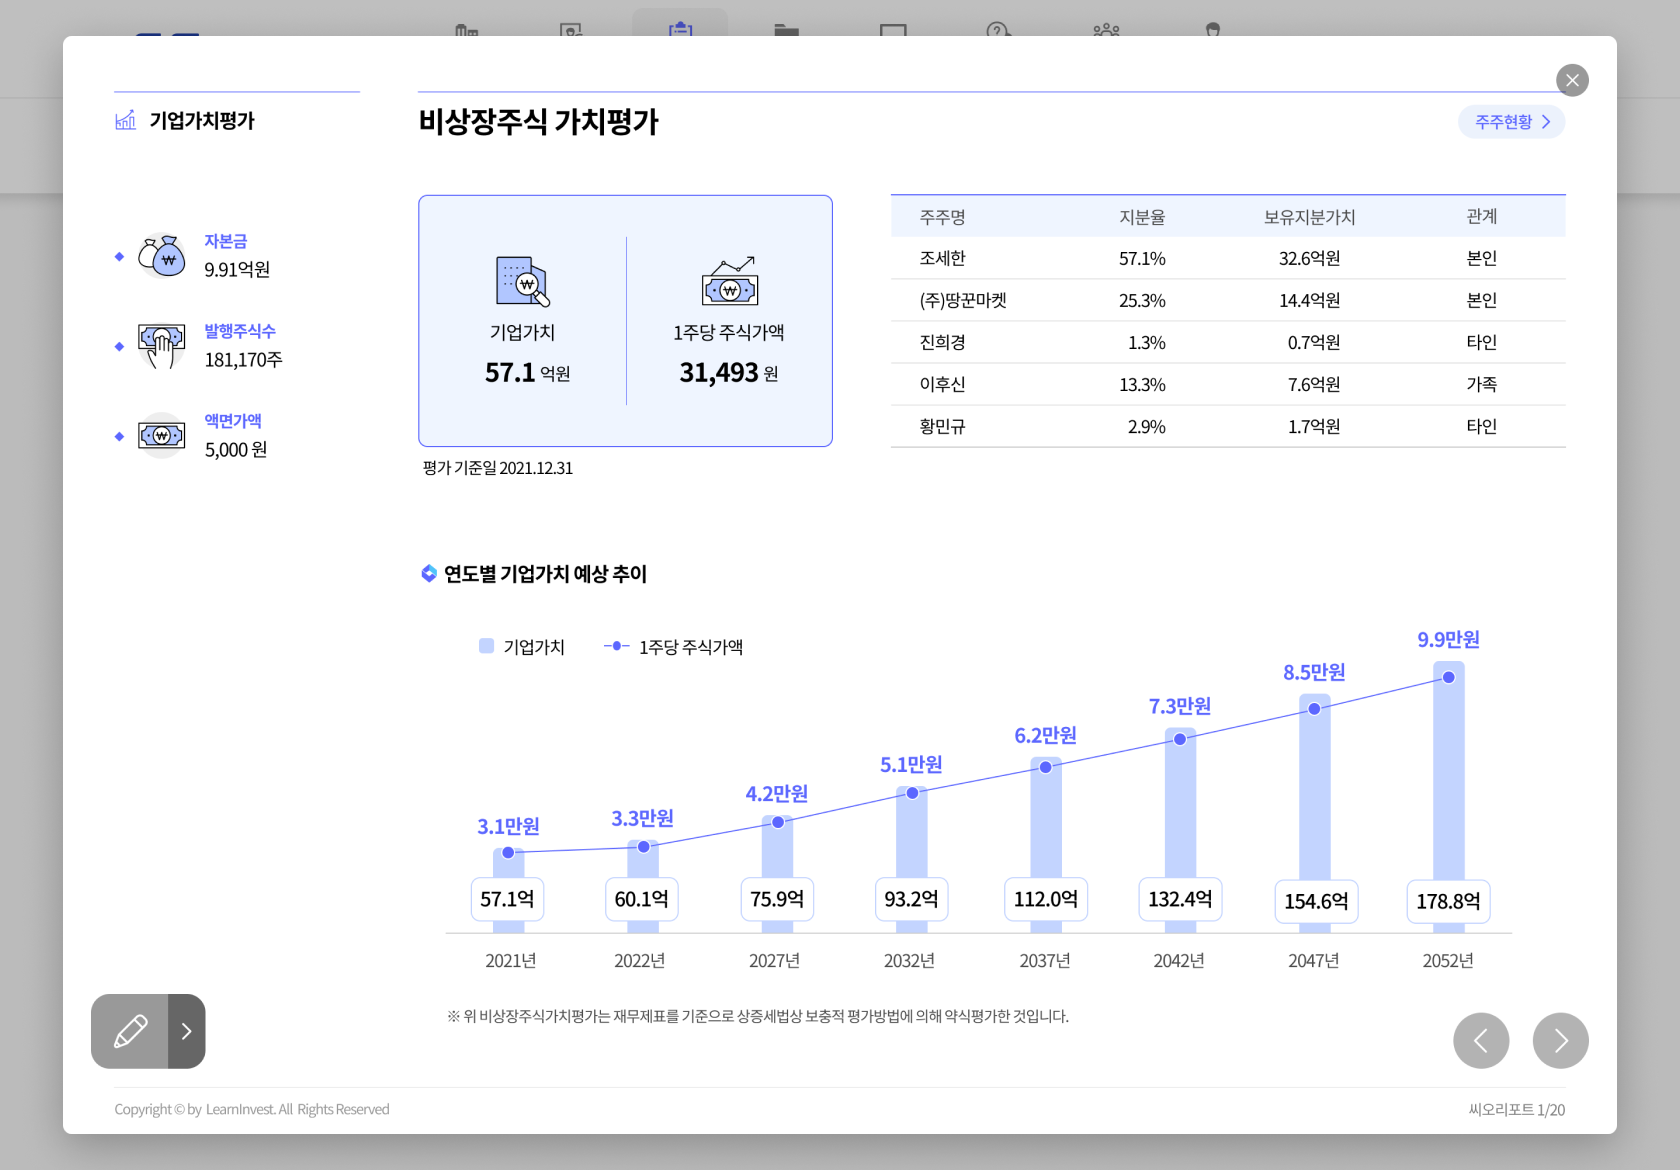 기업가치평가
비상장주식 가치평가
주주현황
자본금
9.91억원
발행주식수
181,170주
액면가액
5,000 원
기업가치
57.1 억원
1주당 주식가액
31,493 원
평가 기준일 2021.12.31
주주명 지분율 보유지분가치 관계
조세한 57.1% 32.6억원 본인
(주)땅꾼마켓 25.3% 14.4억원 본인
진희경 1.3% 0.7억원 타인
이후신 13.3% 7.6억원 가족
황민규 2.9% 1.7억원 타인
연도별 기업가치 예상 추이
기업가치 1주당 주식가액
3.1만원 3.3만원 4.2만원 5.1만원 6.2만원 7.3만원 8.5만원 9.9만원
57.1억 60.1억 75.9억 93.2억 112.0억 132.4억 154.6억 178.8억
2021년 2022년 2027년 2032년 2037년 2042년 2047년 2052년
※ 위 비상장주식가치평가는 재무제표를 기준으로 상증세법상 보충적 평가방법에 의해 약식평가한 것입니다.
Copyright © by LearnInvest. All Rights Reserved
씨오리포트 1/20